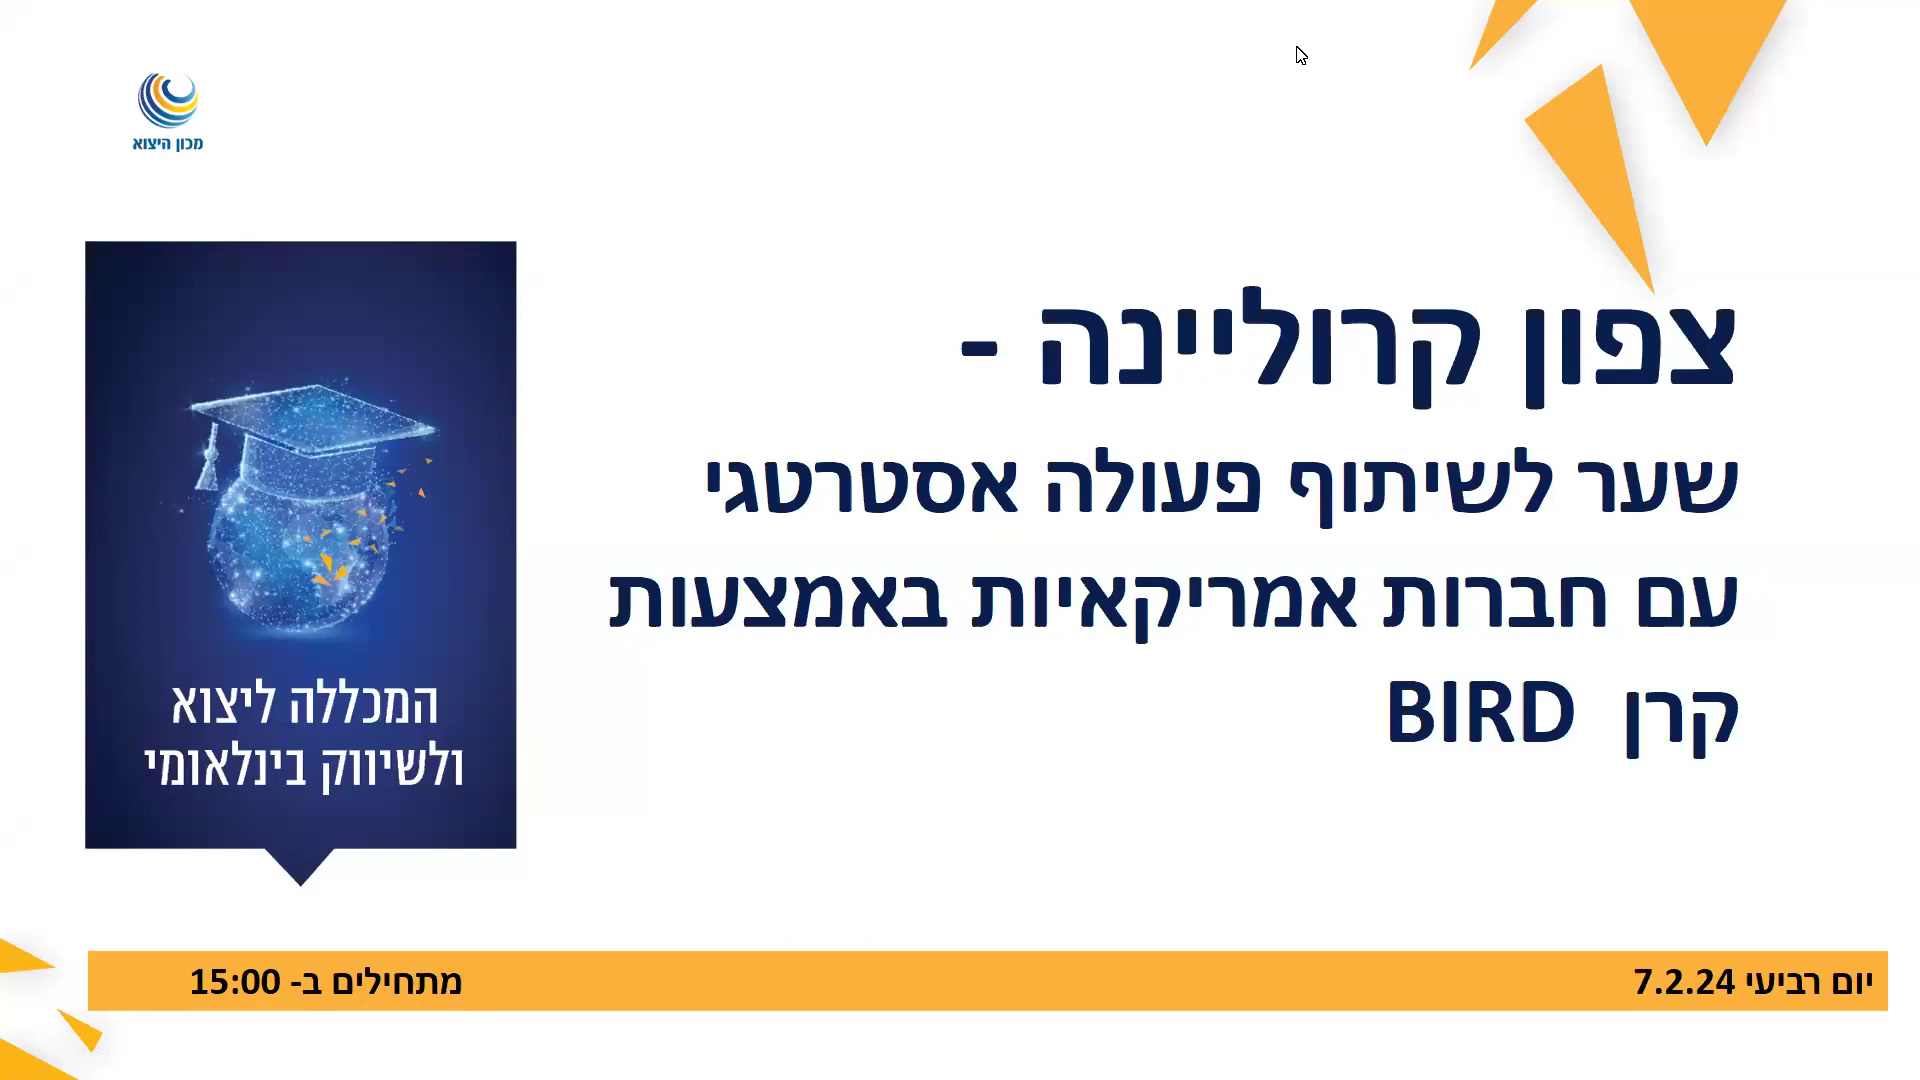 מכון היצוא
צפון קרוליינה -
שער לשיתוף פעולה אסטרטגי
עם חברות אמריקאיות באמצעות
קרן BIRD
המכללה ליצוא
ולשיווק בינלאומי
יום רביעי 7.2.24
מתחילים ב- 15:00